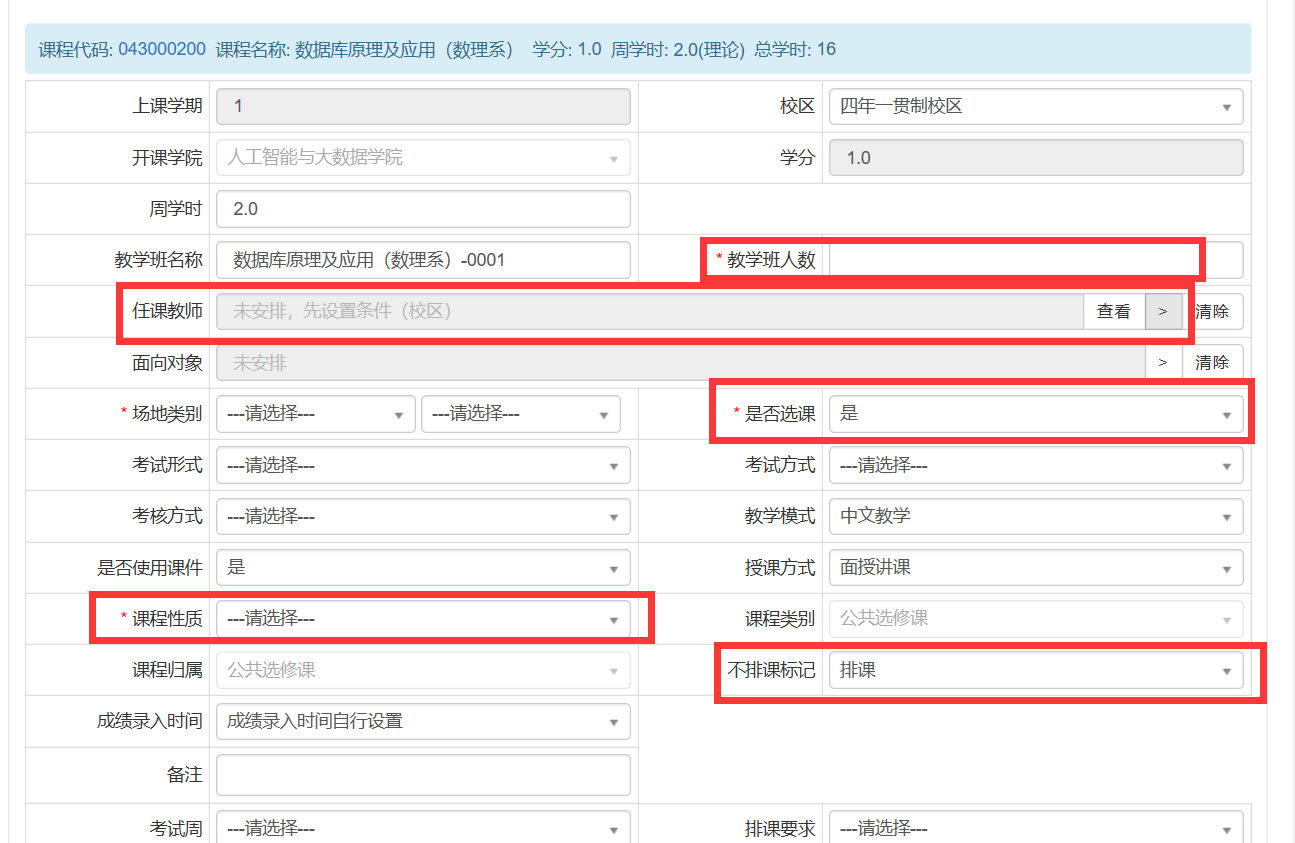 课程代码: 043000200 课程名称: 数据库原理及应用（数理系） 学分: 1.0 周学时: 2.0(理论) 总学时: 16
上课学期 1 校区 四年一贯制校区
开课学院 人工智能与大数据学院 学分 1.0
周学时 2.0
教学班名称 数据库原理及应用（数理系）-0001 * 教学班人数
任课教师 未安排，先设置条件（校区） 查看 > 清除
面向对象 未安排 > 清除
* 场地类别 ---请选择--- ---请选择--- * 是否选课 是
考试形式 ---请选择--- 考试方式 ---请选择---
考核方式 ---请选择--- 教学模式 中文教学
是否使用课件 是 授课方式 面授讲课
* 课程性质 ---请选择--- 课程类别 公共选修课
课程归属 公共选修课 不排课标记 排课
成绩录入时间 成绩录入时间自行设置
备注
考试周 ---请选择--- 排课要求 ---请选择---